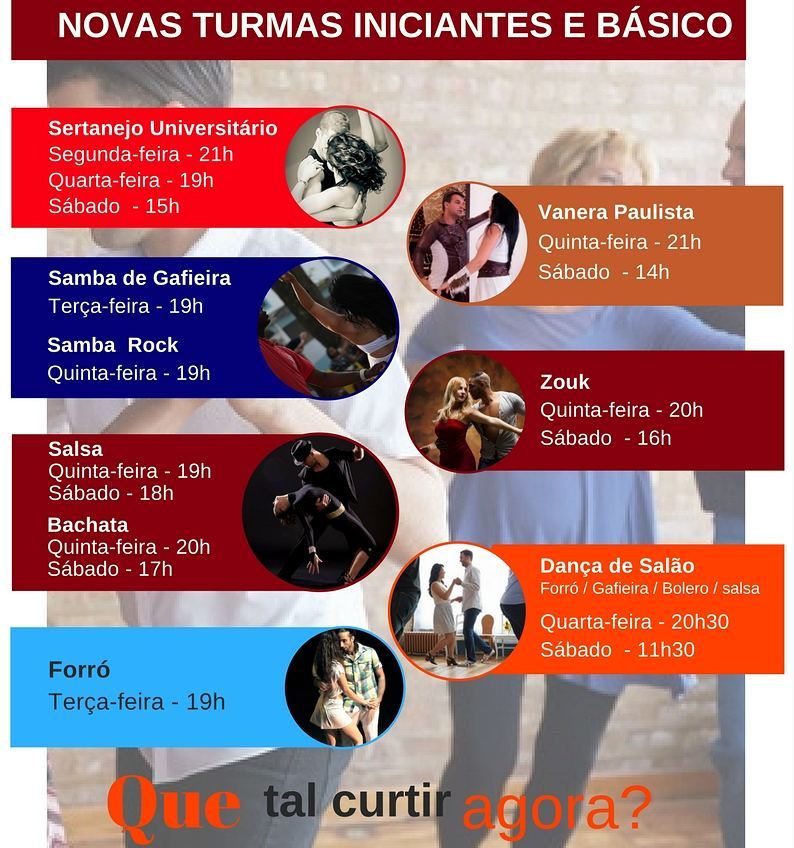 NOVAS TURMAS INICIANTES E BÁSICO
Sertanejo Universitário
Segunda-feira - 21h
Quarta-feira - 19h
Sábado - 15h
Vanera Paulista
Quinta-feira - 21h
Sábado - 14h
Samba de Gafieira
Terça-feira - 19h
Samba Rock
Quinta-feira - 19h
Zouk
Quinta-feira - 20h
Sábado - 16h
Salsa
Quinta-feira - 19h
Sábado - 18h
Bachata
Quinta-feira - 20h
Sábado - 17h
Dança de Salão
Forró / Gafieira / Bolero / salsa
Quarta-feira - 20h30
Sábado - 11h30
Forró
Terça-feira - 19h
Que tal curtir agora?